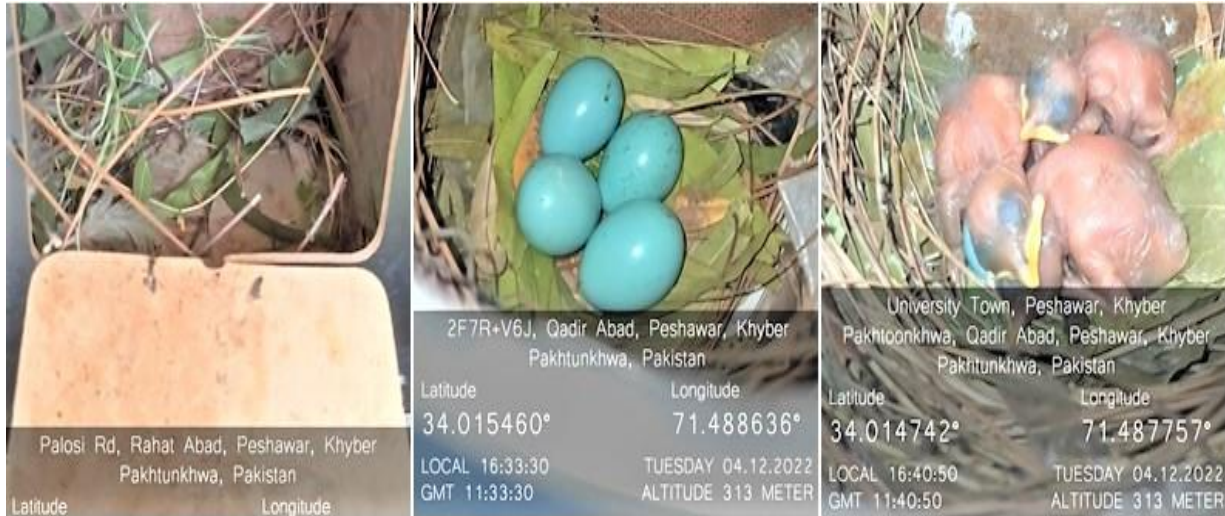 Palosi Rd, Rahat Abad, Peshawar, Khyber
Pakhtunkhwa, Pakistan
Latitude Longitude
2F7R+V6J, Qadir Abad, Peshawar, Khyber
Pakhtunkhwa, Pakistan
Latitude Longitude
34.015460° 71.488636°
LOCAL 16:33:30 TUESDAY 04.12.2022
GMT 11:33:30 ALTITUDE 313 METER
University Town, Peshawar, Khyber
Pakhtoonkhwa, Qadir Abad, Peshawar, Khyber
Pakhtunkhwa, Pakistan
Latitude Longitude
34.014742° 71.487757°
LOCAL 16:40:50 TUESDAY 04.12.2022
GMT 11:40:50 ALTITUDE 313 METER